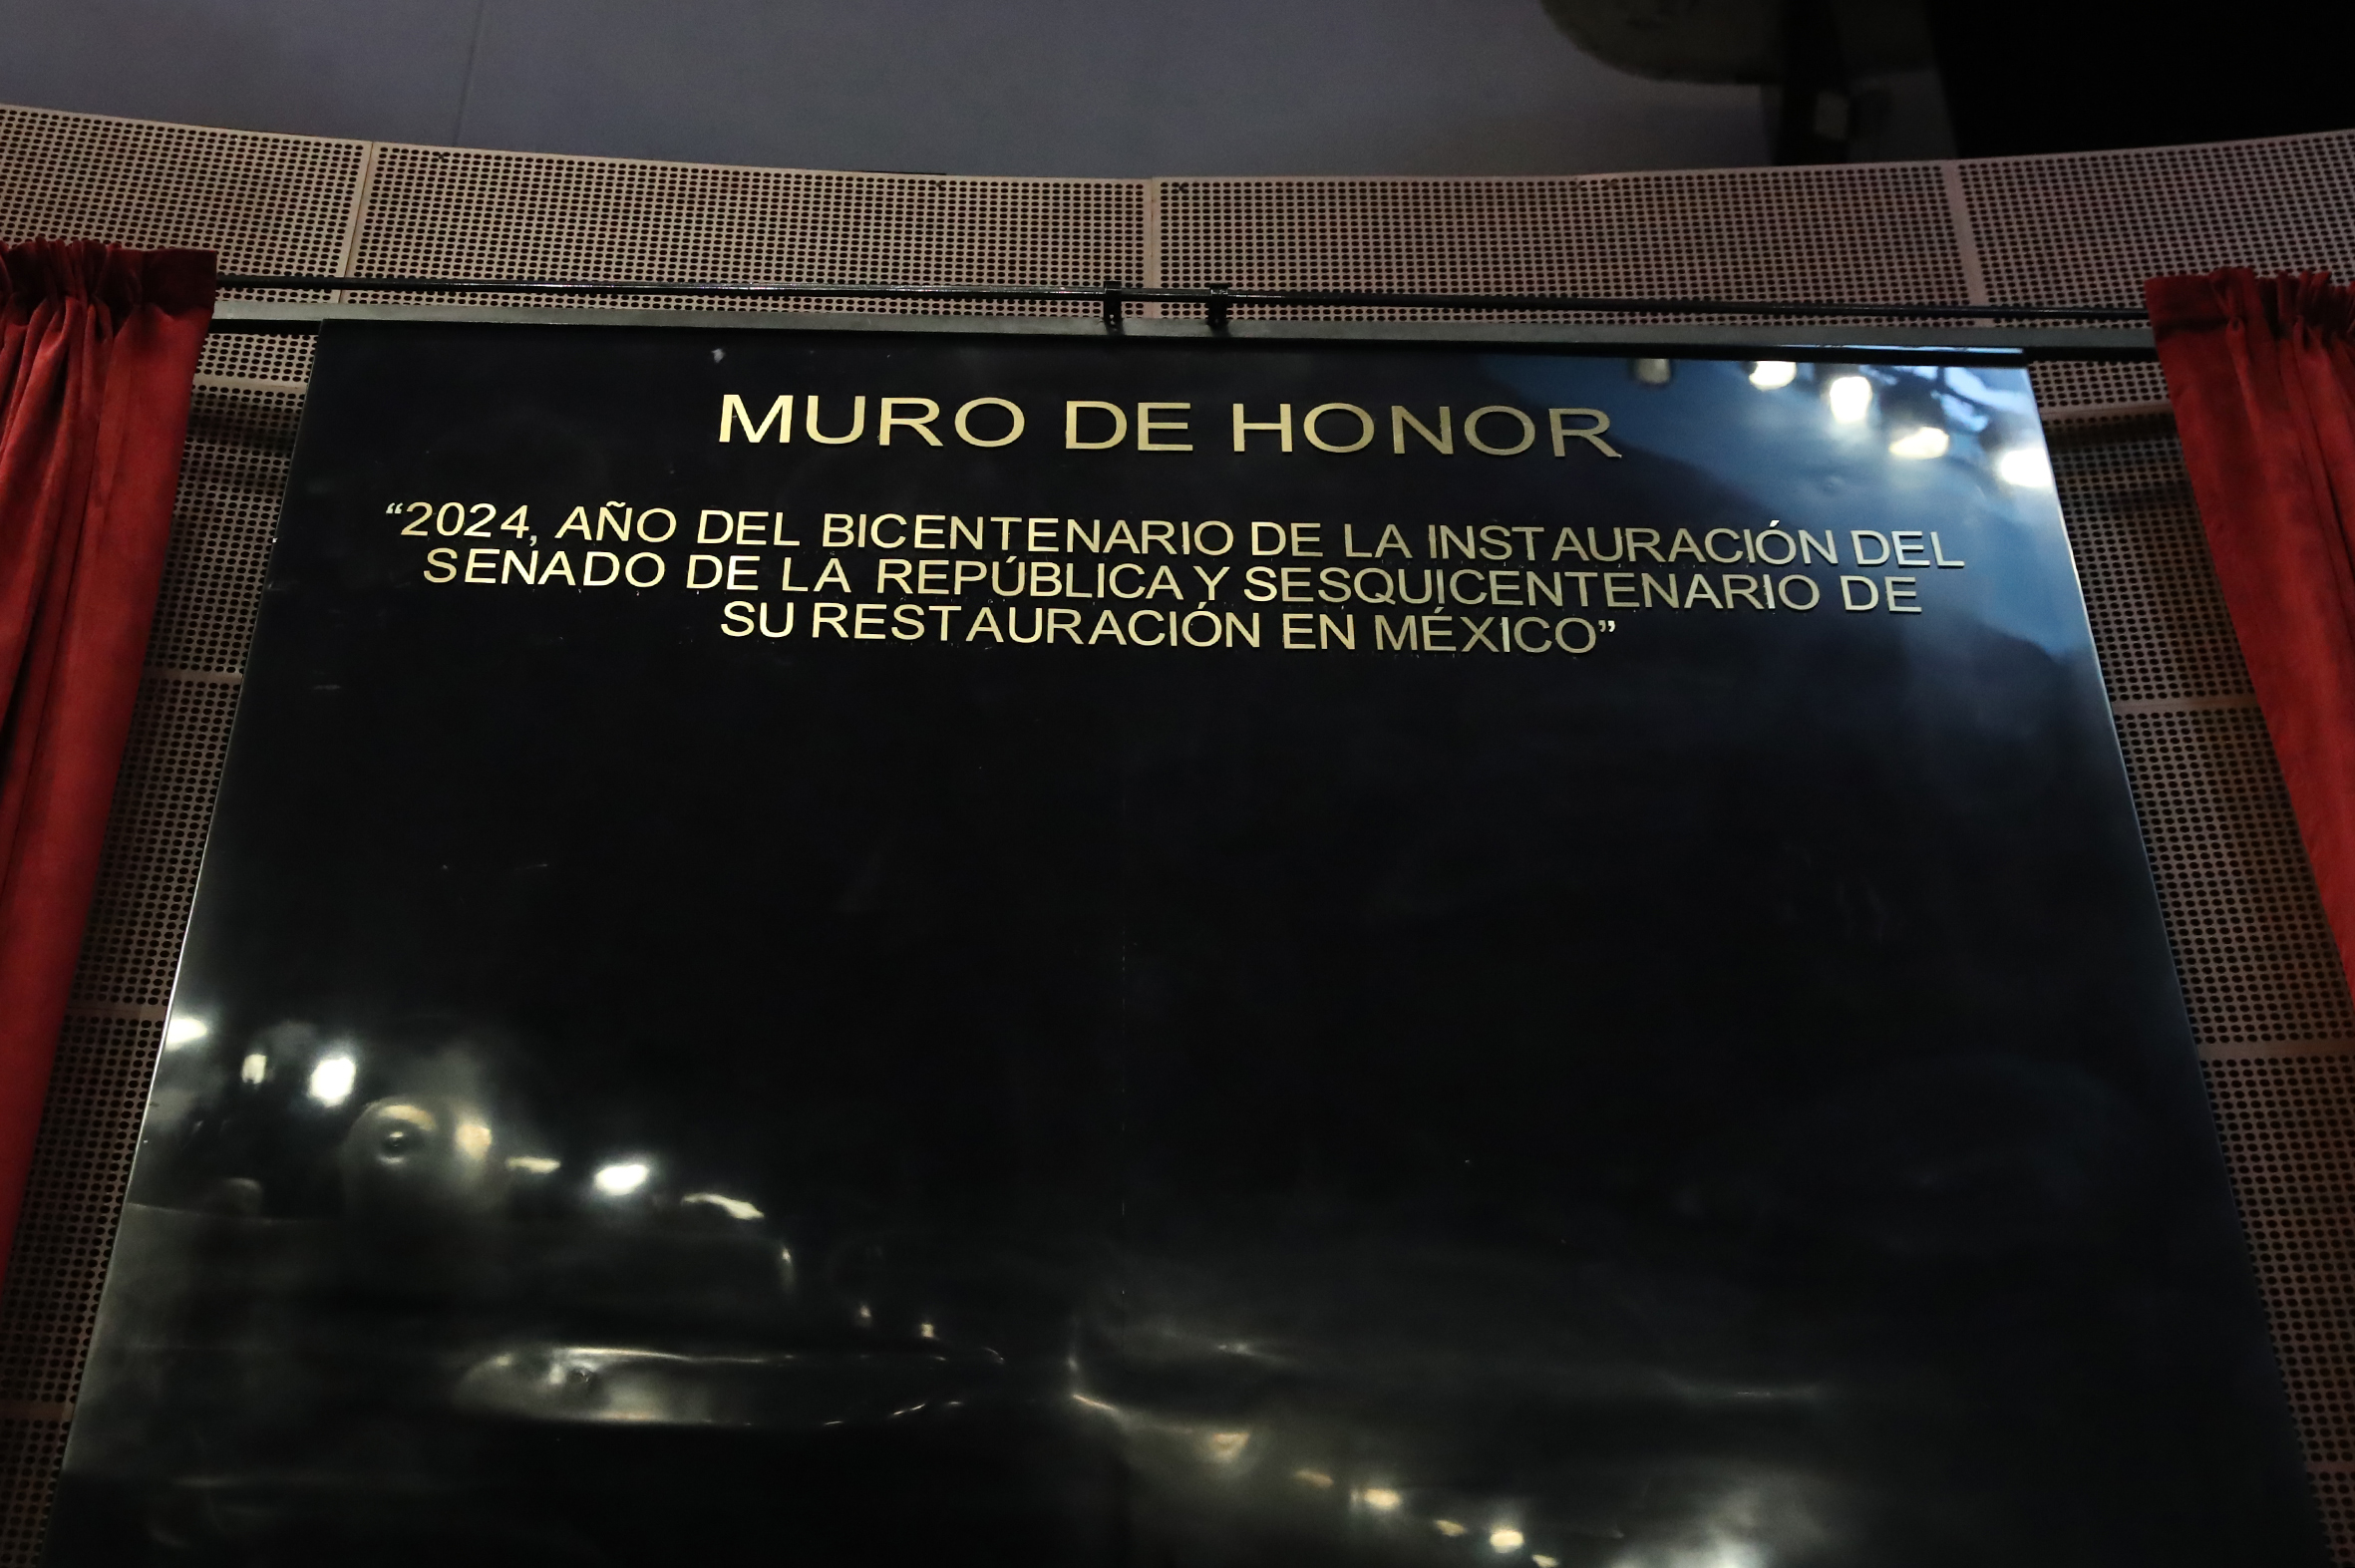 MURO DE HONOR
“2024, AÑO DEL BICENTENARIO DE LA INSTAURACIÓN DEL
SENADO DE LA REPÚBLICA Y SESQUICENTENARIO DE
SU RESTAURACIÓN EN MÉXICO”